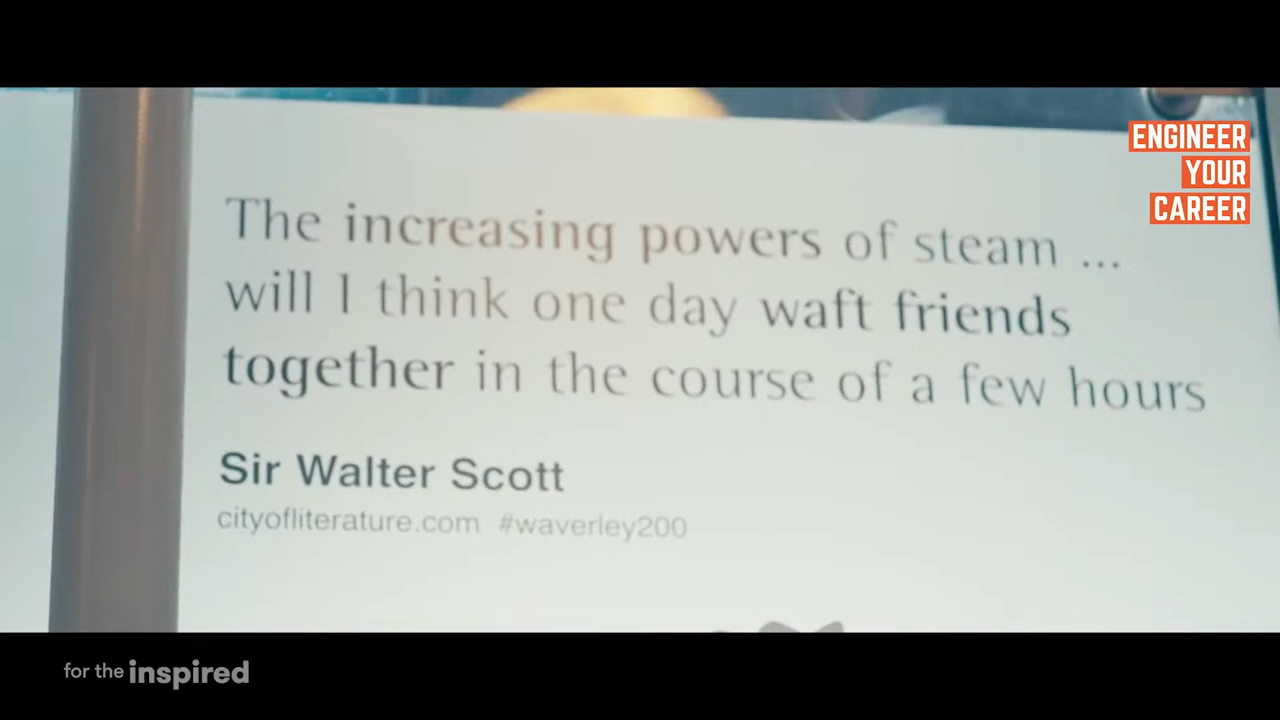 ENGINEER
YOUR
CAREER
The increasing powers of steam ...
will I think one day waft friends
together in the course of a few hours
Sir Walter Scott
cityofliterature.com #waverley200
for the inspired